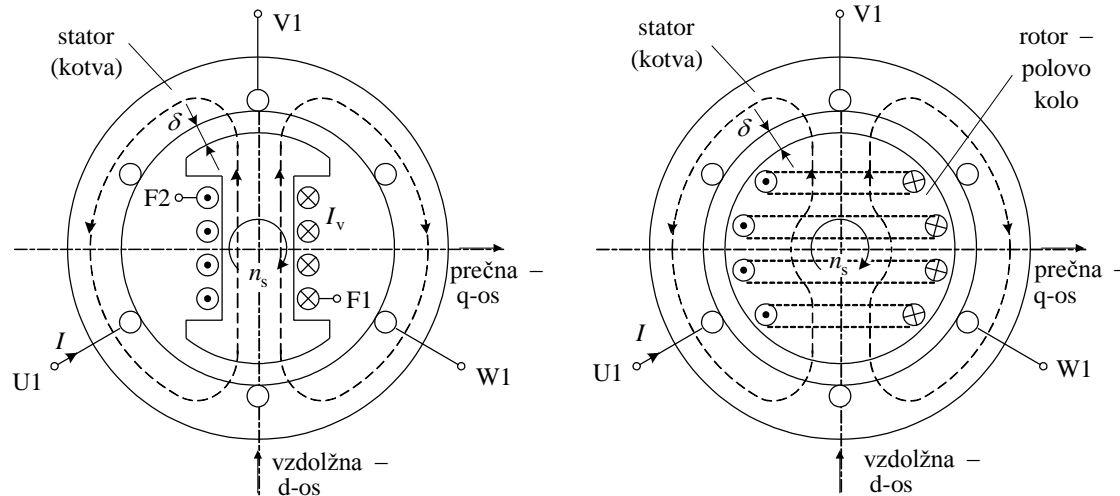 V1
stator
(kotva)
δ
F2
I v
n s
F1
prečna –
q-os
I
U1
W1
vzdolžna –
d-os
V1
stator
(kotva)
rotor –
polovo
kolo
δ
n s
prečna –
q-os
I
U1
W1
vzdolžna –
d-os